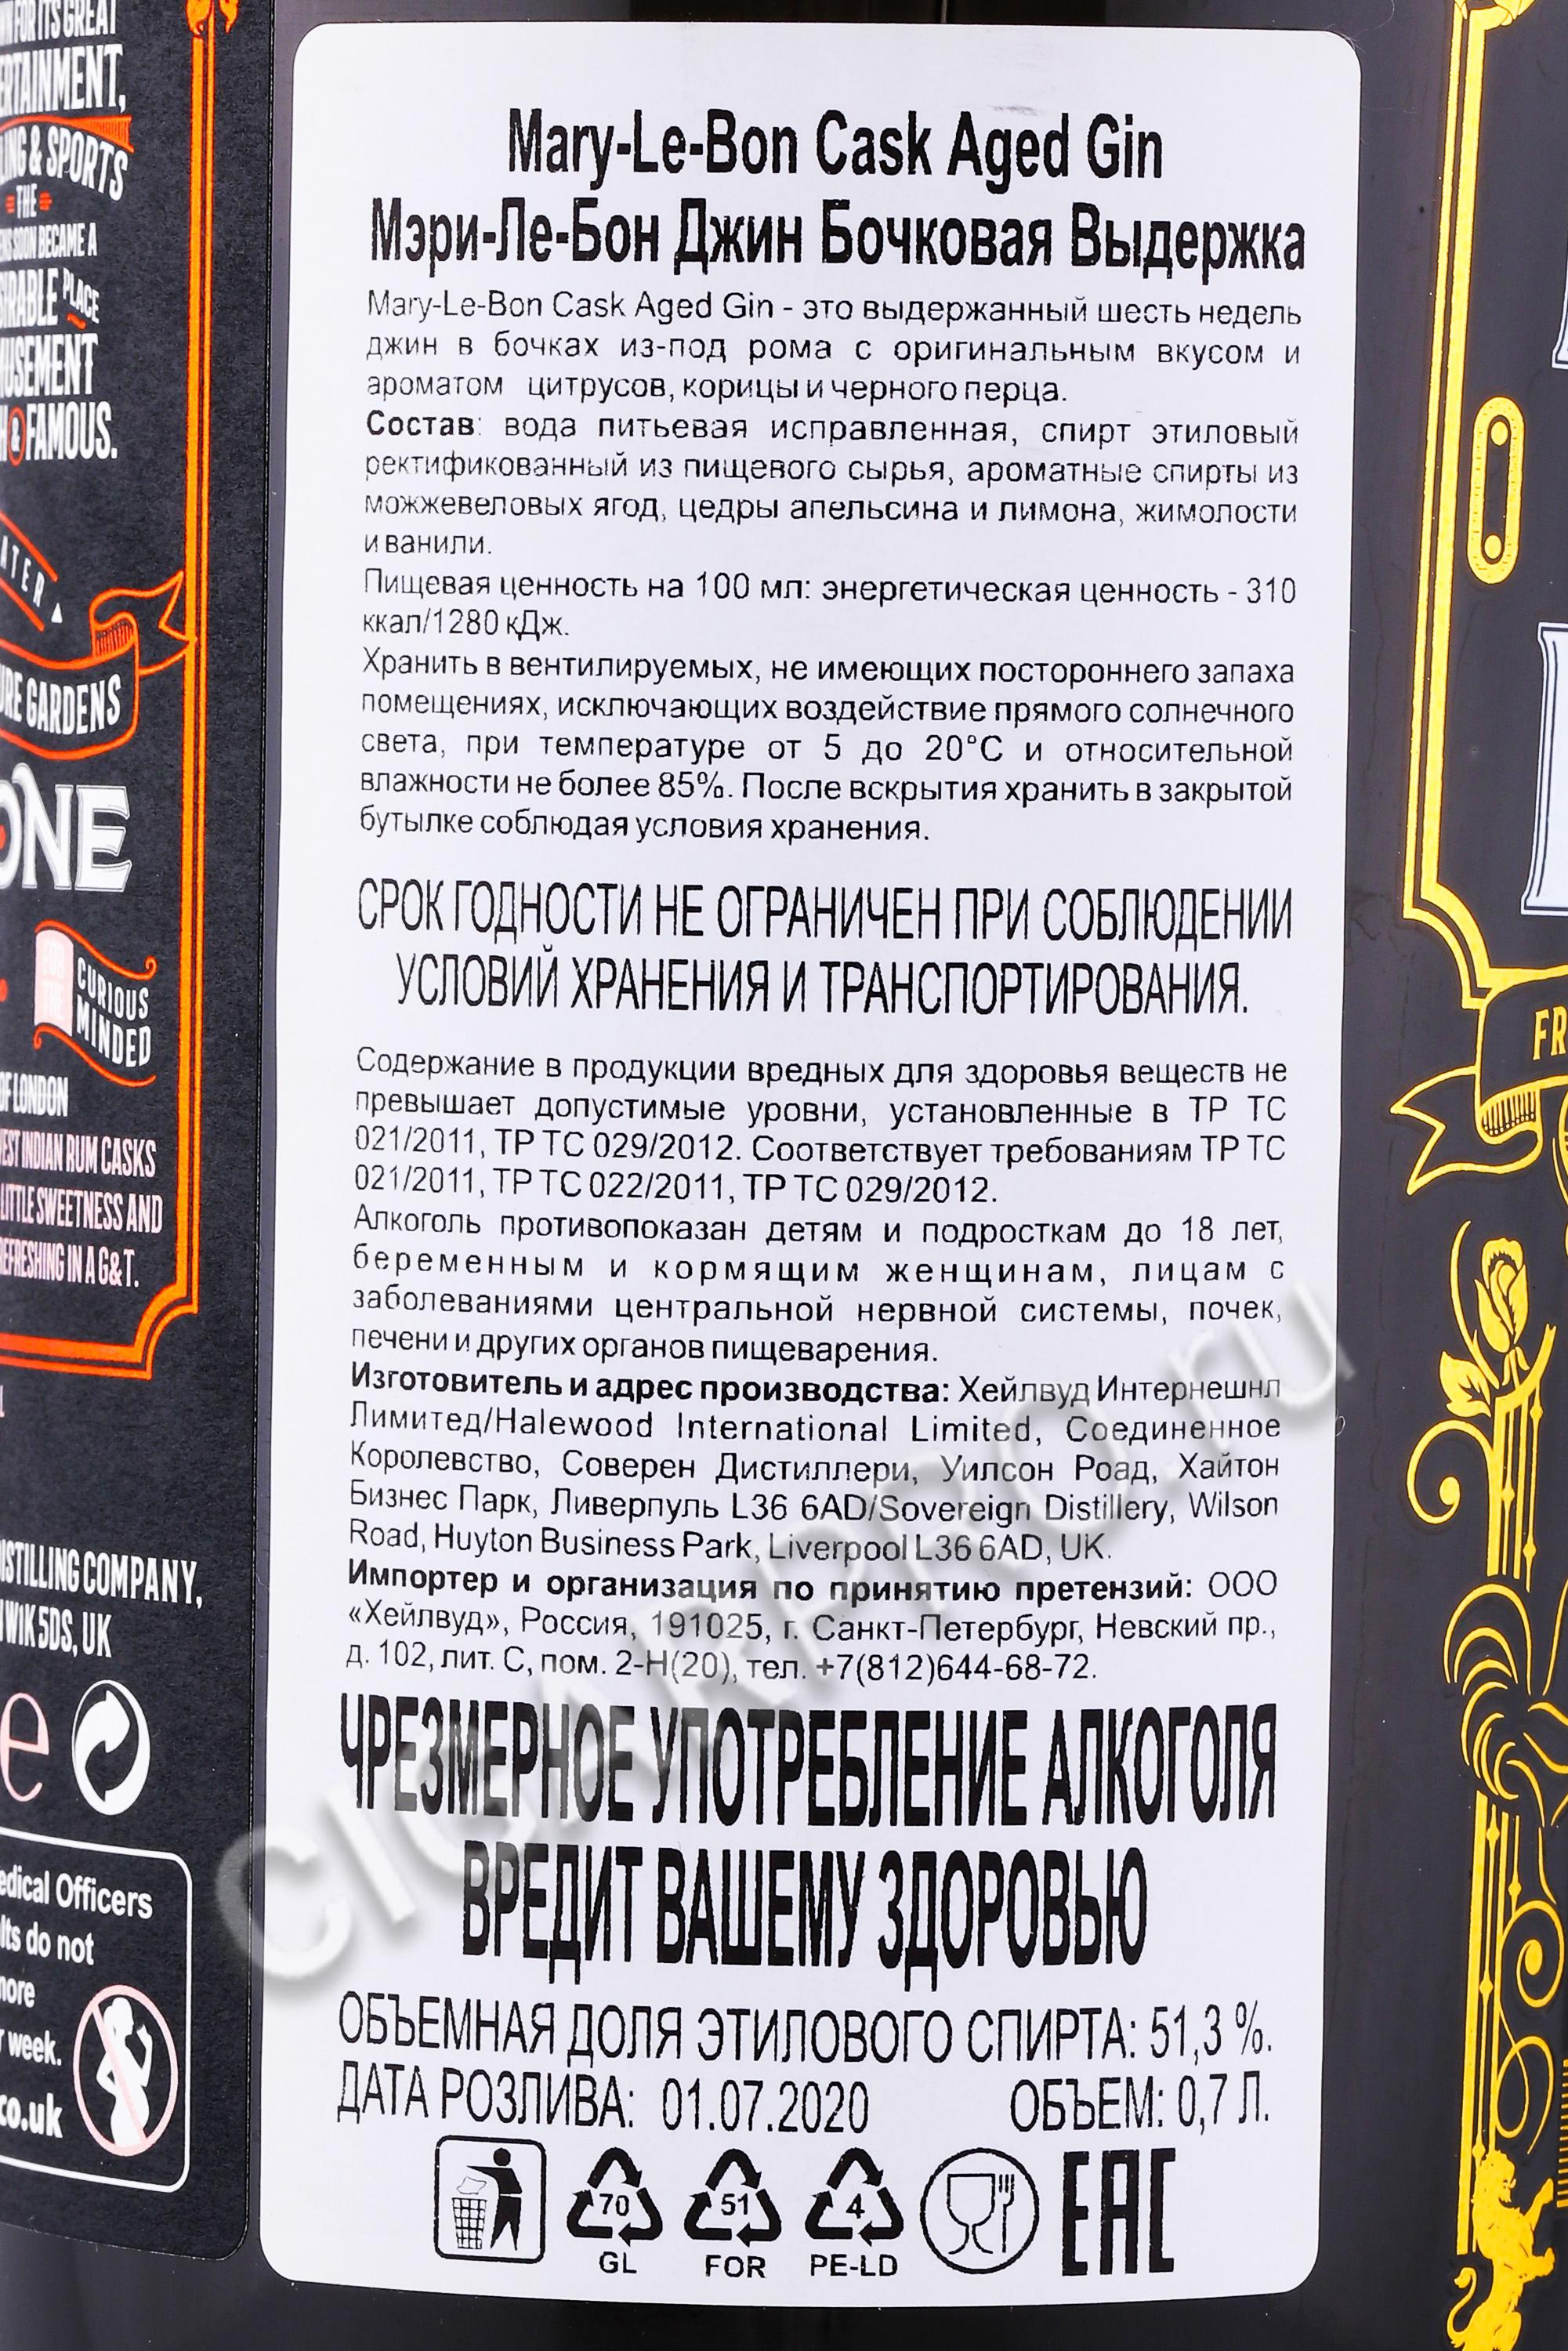 Mary-Le-Bon Cask Aged Gin
Мэри-Ле-Бон Джин Бочковая Выдержка
Mary-Le-Bon Cask Aged Gin - это выдержанный шесть недель
джин в бочках из-под рома с оригинальным вкусом и
ароматом цитрусов, корицы и черного перца.
Состав: вода питьевая исправленная, спирт этиловый
ректификованный из пищевого сырья, ароматные спирты из
можжевеловых ягод, цедры апельсина и лимона, жимолости
и ванили.
Пищевая ценность на 100 мл: энергетическая ценность - 310
ккал/1280 кДж.
Хранить в вентилируемых, не имеющих постороннего запаха
помещениях, исключающих воздействие прямого солнечного
света, при температуре от 5 до 20°С и относительной
влажности не более 85%. После вскрытия хранить в закрытой
бутылке соблюдая условия хранения.
СРОК ГОДНОСТИ НЕ ОГРАНИЧЕН ПРИ СОБЛЮДЕНИИ
УСЛОВИЙ ХРАНЕНИЯ И ТРАНСПОРТИРОВАНИЯ.
Содержание в продукции вредных для здоровья веществ не
превышает допустимые уровни, установленные в ТР ТС
021/2011, ТР ТС 029/2012. Соответствует требованиям ТР ТС
021/2011, ТР ТС 022/2011, ТР ТС 029/2012.
Алкоголь противопоказан детям и подросткам до 18 лет,
беременным и кормящим женщинам, лицам с
заболеваниями центральной нервной системы, почек,
печени и других органов пищеварения.
Изготовитель и адрес производства: Хейлвуд Интернешнл
Лимитед/Halewood International Limited, Соединенное
Королевство, Соверен Дистиллери, Уилсон Роад, Хайтон
Бизнес Парк, Ливерпуль L36 6AD/Sovereign Distillery, Wilson
Road, Huyton Business Park, Liverpool L36 6AD, UK.
Импортер и организация по принятию претензий: ООО
«Хейлвуд», Россия, 191025, г. Санкт-Петербург, Невский пр.,
д. 102, лит. С, пом. 2-Н(20), тел. +7(812)644-68-72.
ЧРЕЗМЕРНОЕ УПОТРЕБЛЕНИЕ АЛКОГОЛЯ
ВРЕДИТ ВАШЕМУ ЗДОРОВЬЮ
ОБЪЕМНАЯ ДОЛЯ ЭТИЛОВОГО СПИРТА: 51,3 %.
ДАТА РОЗЛИВА: 01.07.2020 ОБЪЕМ: 0,7 Л.
70 51 4 EAC
GL FOR PE-LD
CIGARPRO.ru
FOR ITS GREAT
& SPORTS
THE
SOON BECAME A
PLACE
& FAMOUS.
GARDENS
FOR THE
CURIOUS
MINDED
OF LONDON
INDIAN RUM CASKS
LITTLE SWEETNESS AND
REFRESHING IN A G&T.
COMPANY,
W1K 5DS, UK
e
Officers
do not
week.
co.uk